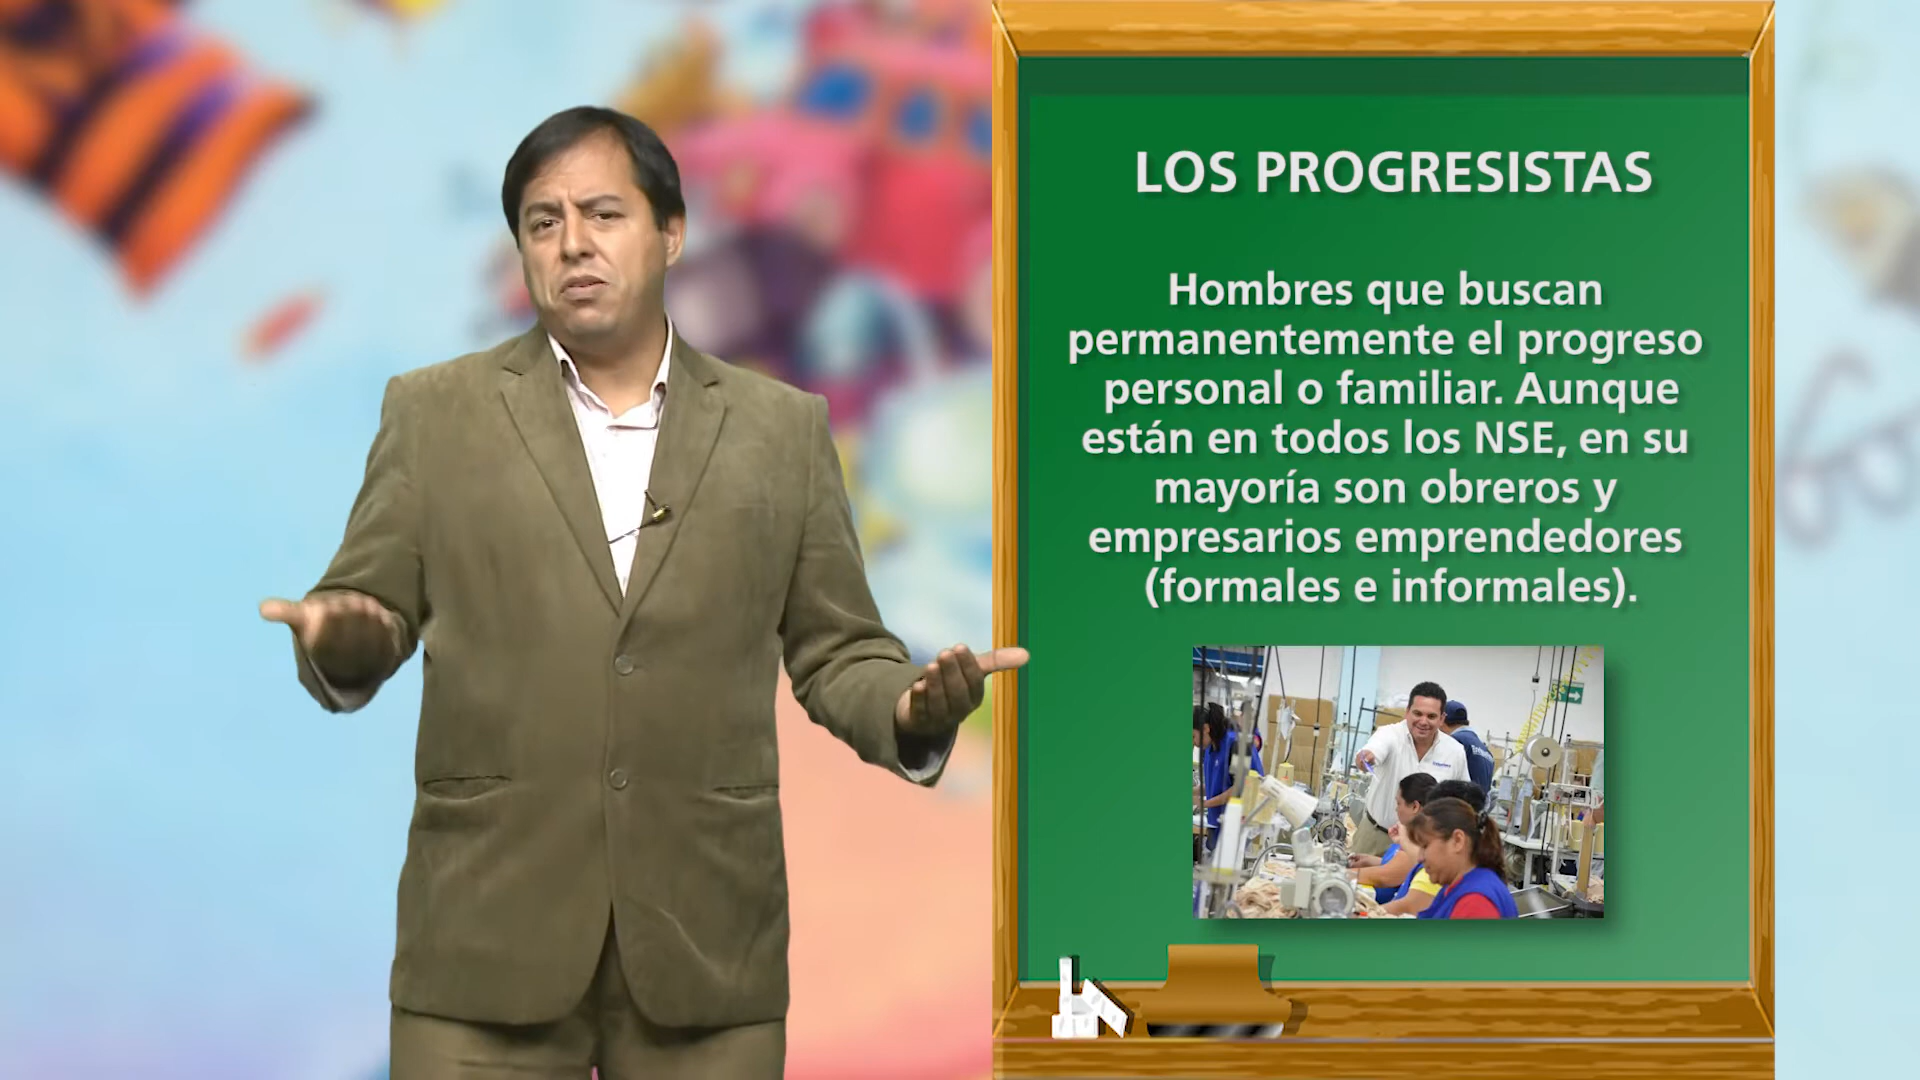 LOS PROGRESISTAS
Hombres que buscan
permanentemente el progreso
personal o familiar. Aunque
están en todos los NSE, en su
mayoría son obreros y
empresarios emprendedores
(formales e informales).